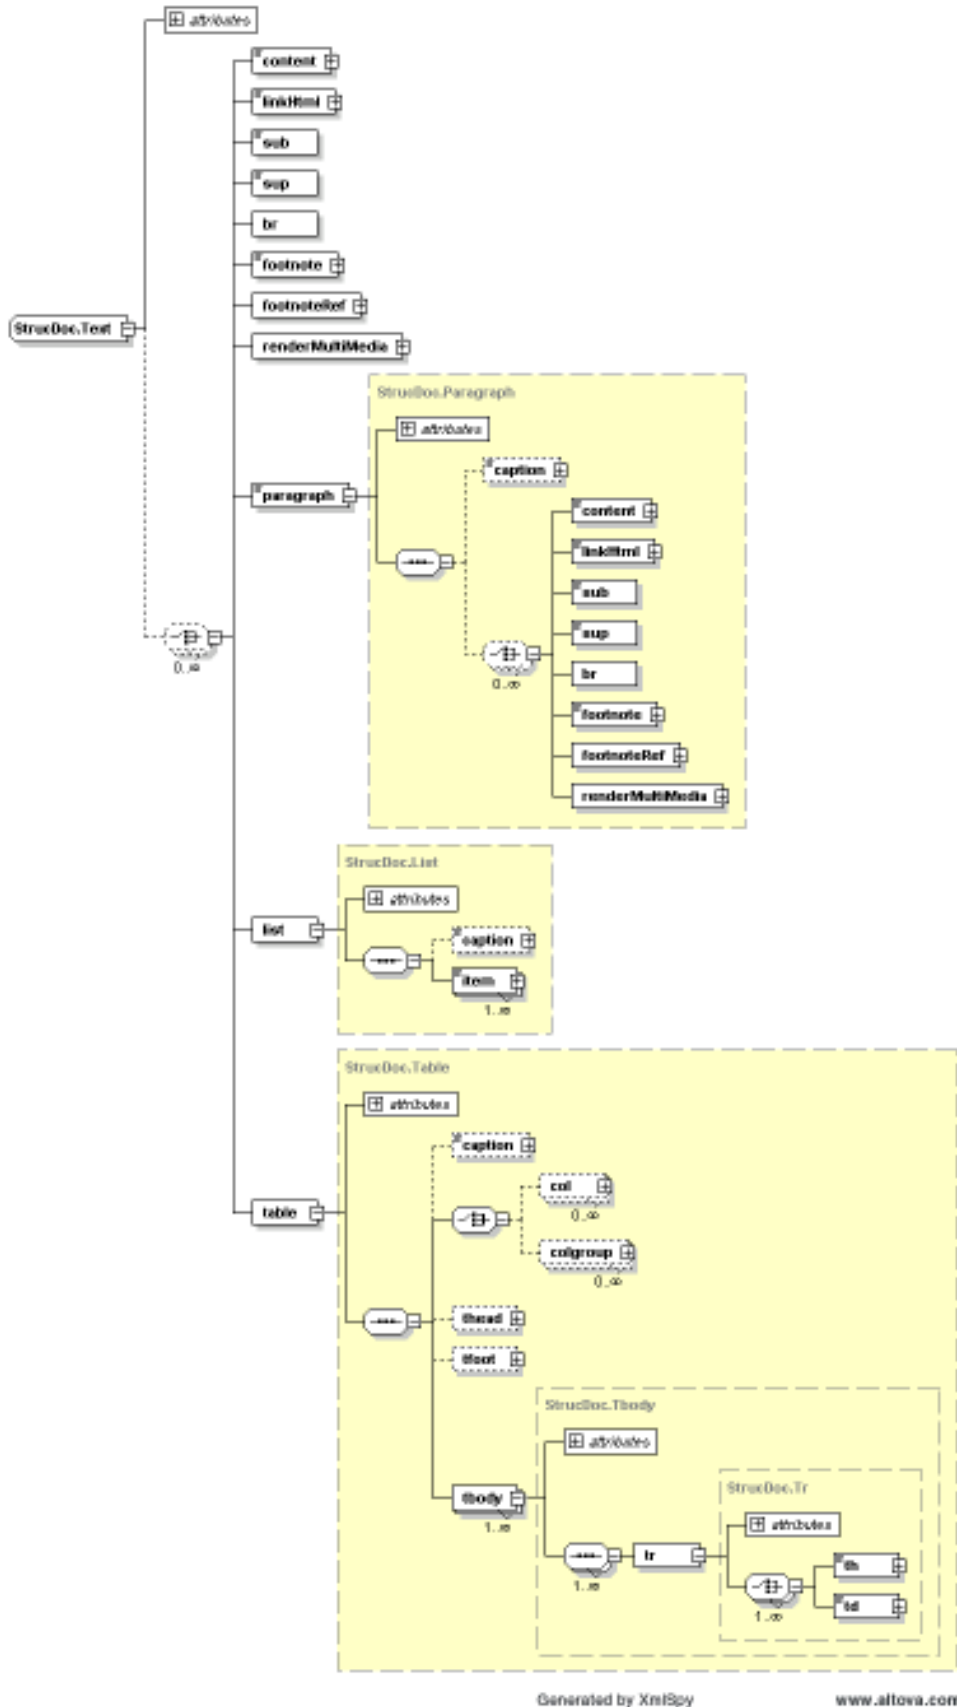 attributes
content
linkHtml
sub
sup
br
footnote
footnoteRef
StrucDoc.Text
renderMultiMedia
StrucDoc.Paragraph
attributes
caption
paragraph
content
linkHtml
sub
sup
0..∞
br
0..∞
footnote
footnoteRef
renderMultiMedia
StrucDoc.List
attributes
list
caption
item
1..∞
StrucDoc.Table
attributes
caption
col
table
0..∞
colgroup
0..∞
thead
tfoot
StrucDoc.Tbody
attributes
StrucDoc.Tr
tbody
attributes
1..∞
tr
th
1..∞
td
1..∞
Generated by XmlSpy www.altova.com